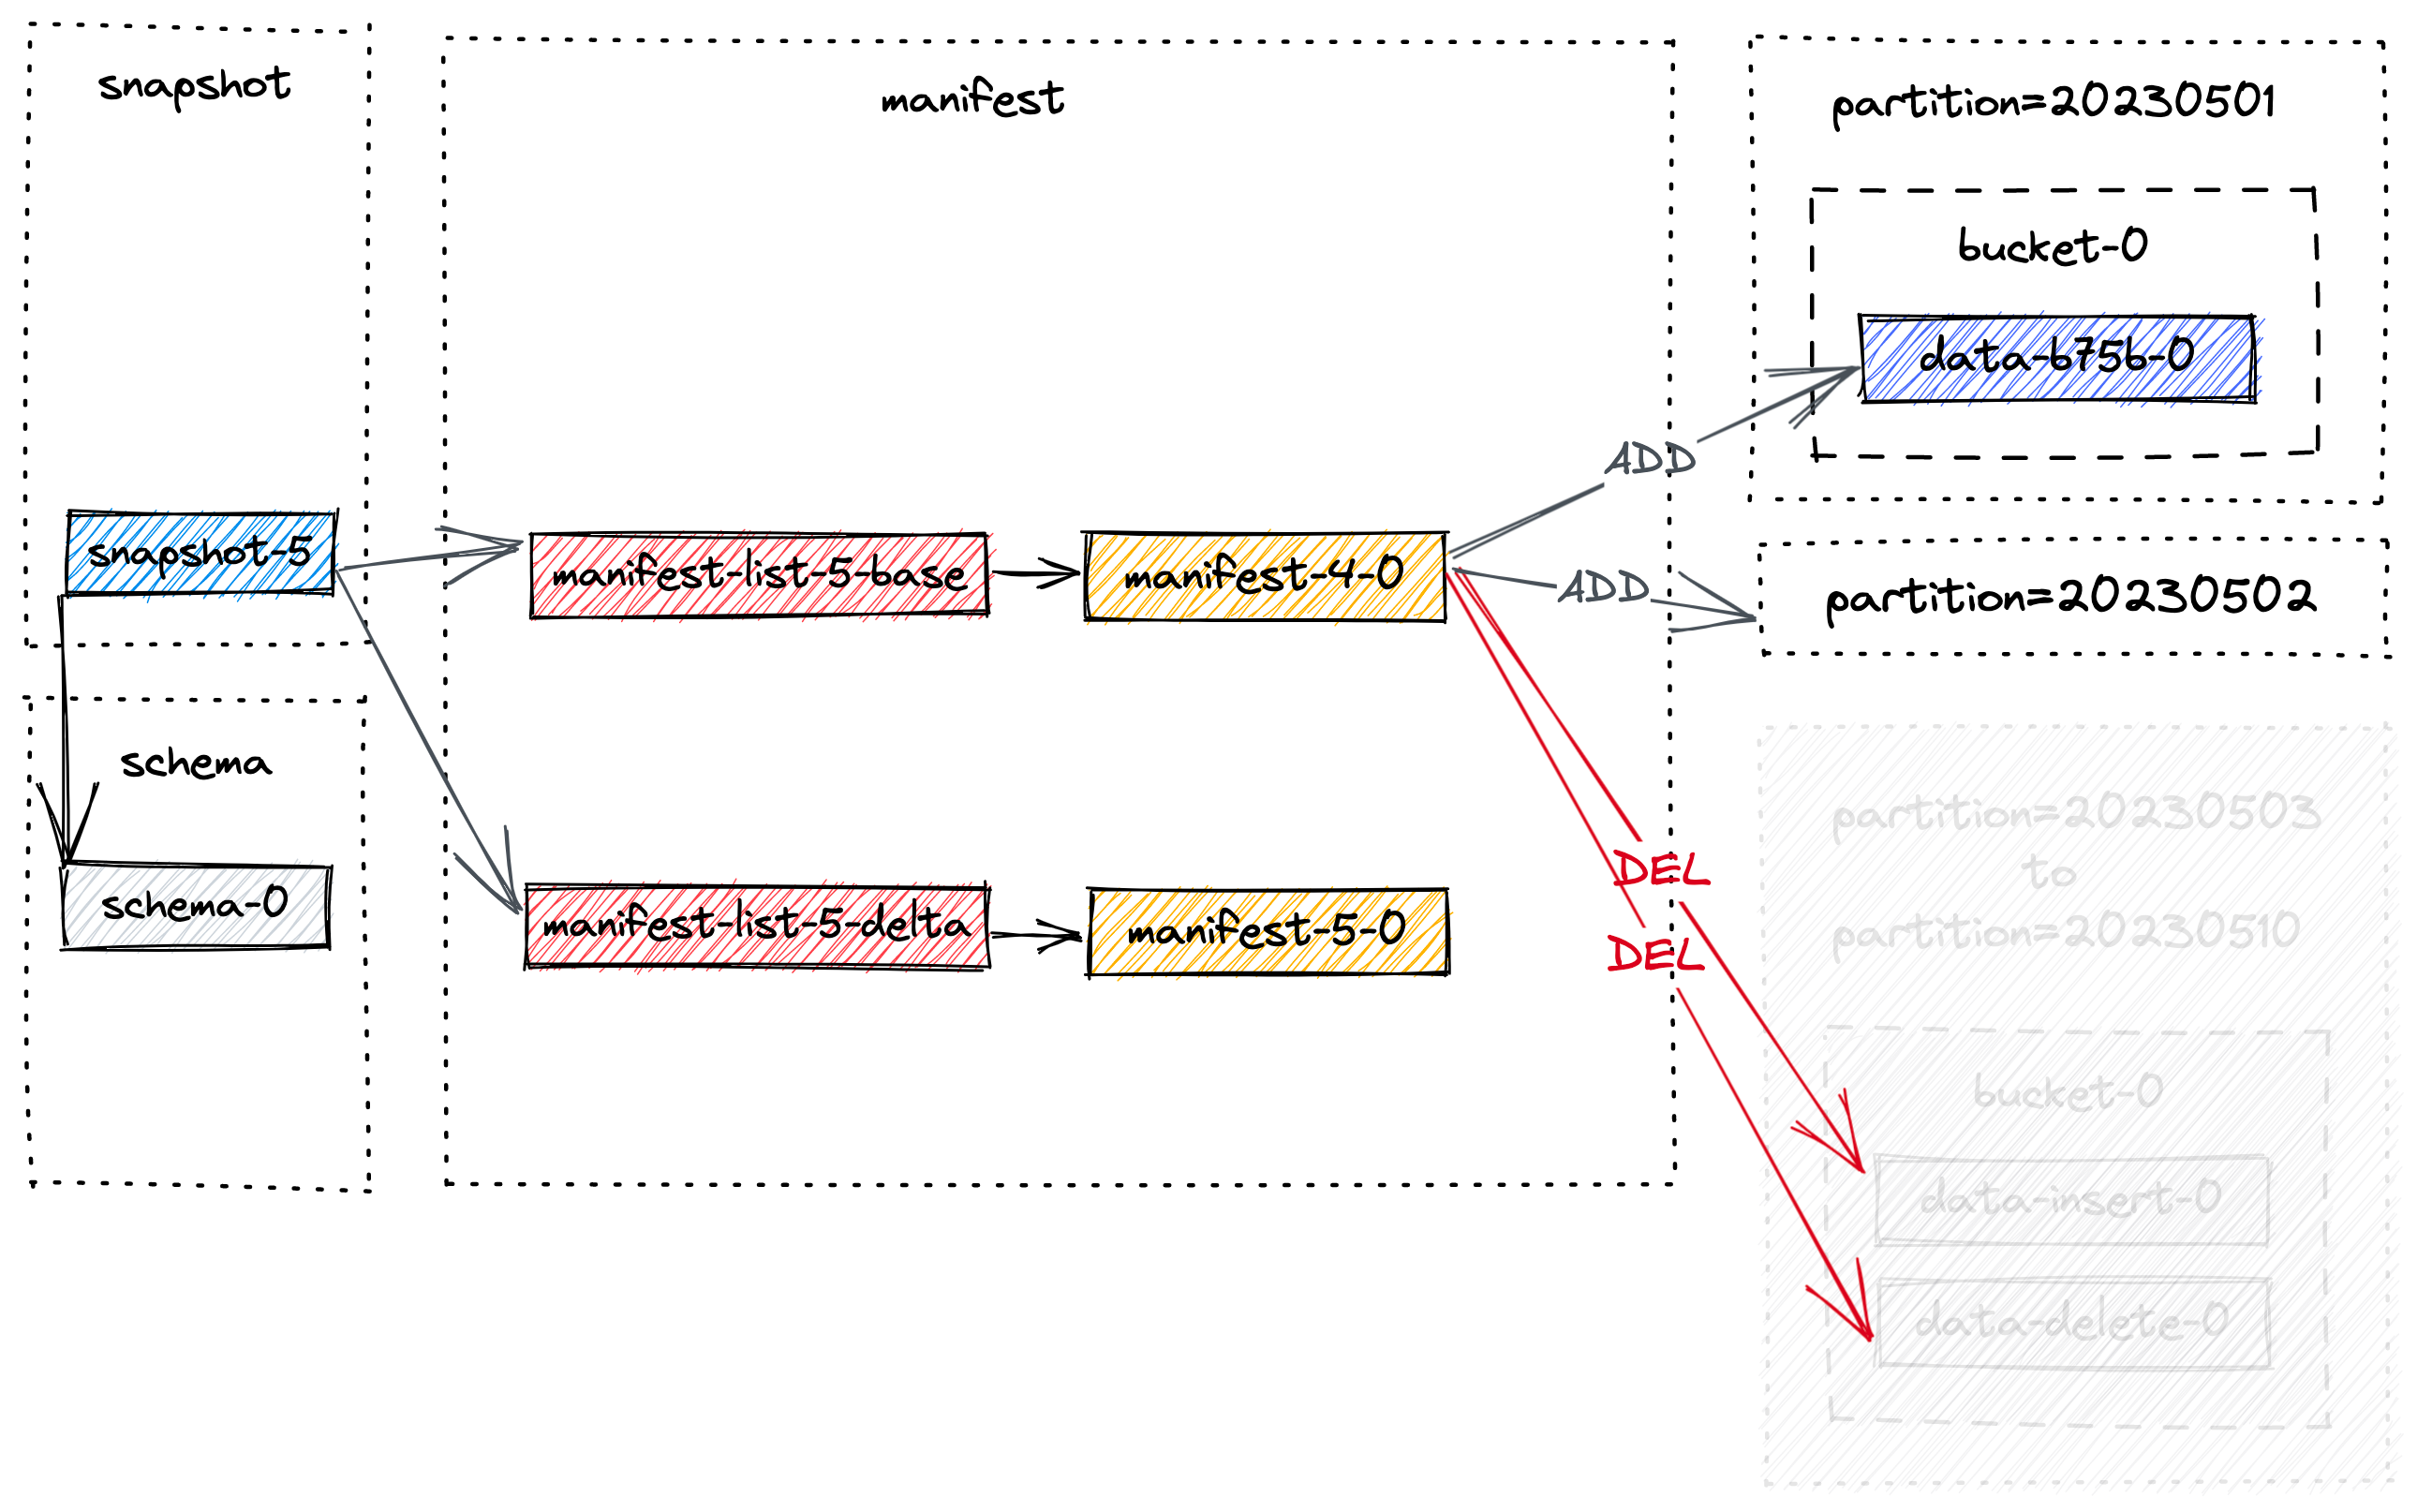 snapshot
snapshot-5
schema
schema-0
manifest
manifest-list-5-base
manifest-4-0
manifest-list-5-delta
manifest-5-0
ADD
ADD
DEL
DEL
partition=20230501
bucket-0
data-b75b-0
partition=20230502
partition=20230503
to
partition=20230510
bucket-0
data-insert-0
data-delete-0